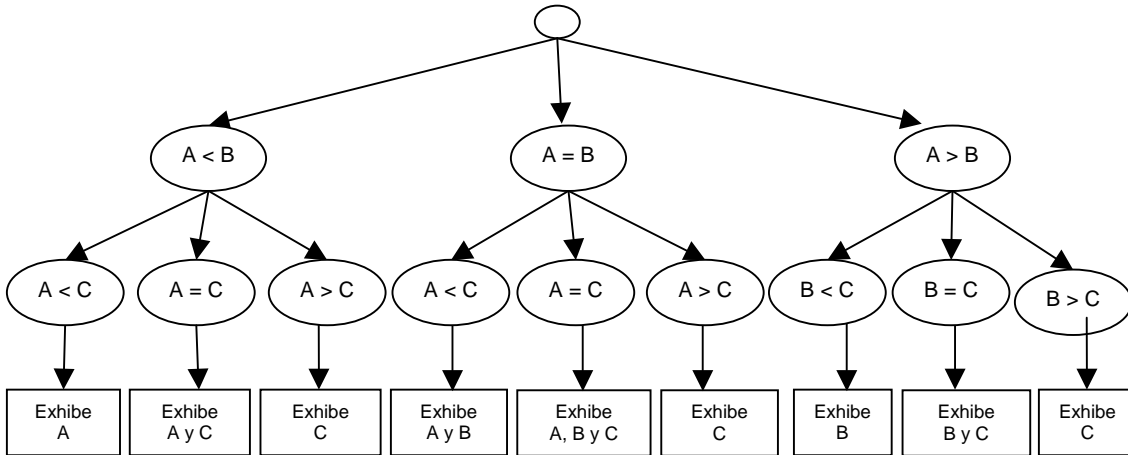 A < B
A = B
A > B
A < C
A = C
A > C
A < C
A = C
A > C
B < C
B = C
B > C
Exhibe
A
Exhibe
A y C
Exhibe
C
Exhibe
A y B
Exhibe
A, B y C
Exhibe
C
Exhibe
B
Exhibe
B y C
Exhibe
C